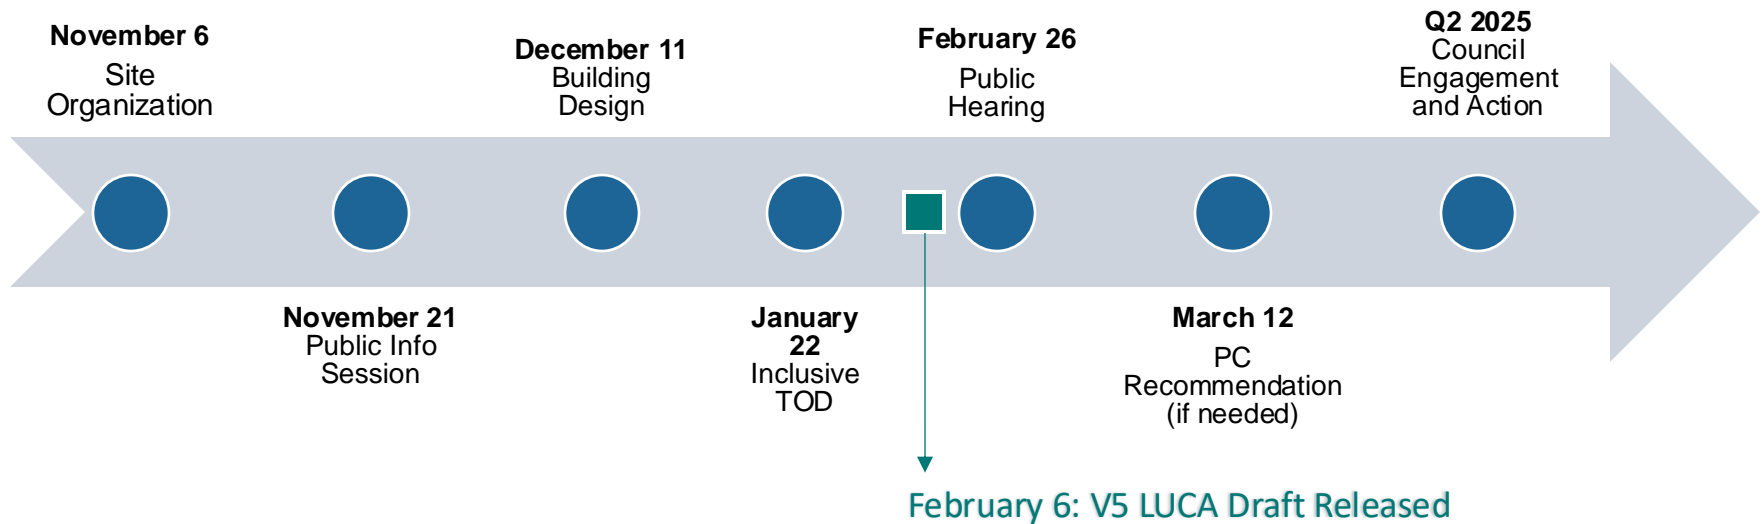 November 6
Site
Organization
December 11
Building
Design
February 26
Public
Hearing
Q2 2025
Council
Engagement
and Action
November 21
Public Info
Session
January
22
Inclusive
TOD
March 12
PC
Recommendation
(if needed)
February 6: V5 LUCA Draft Released